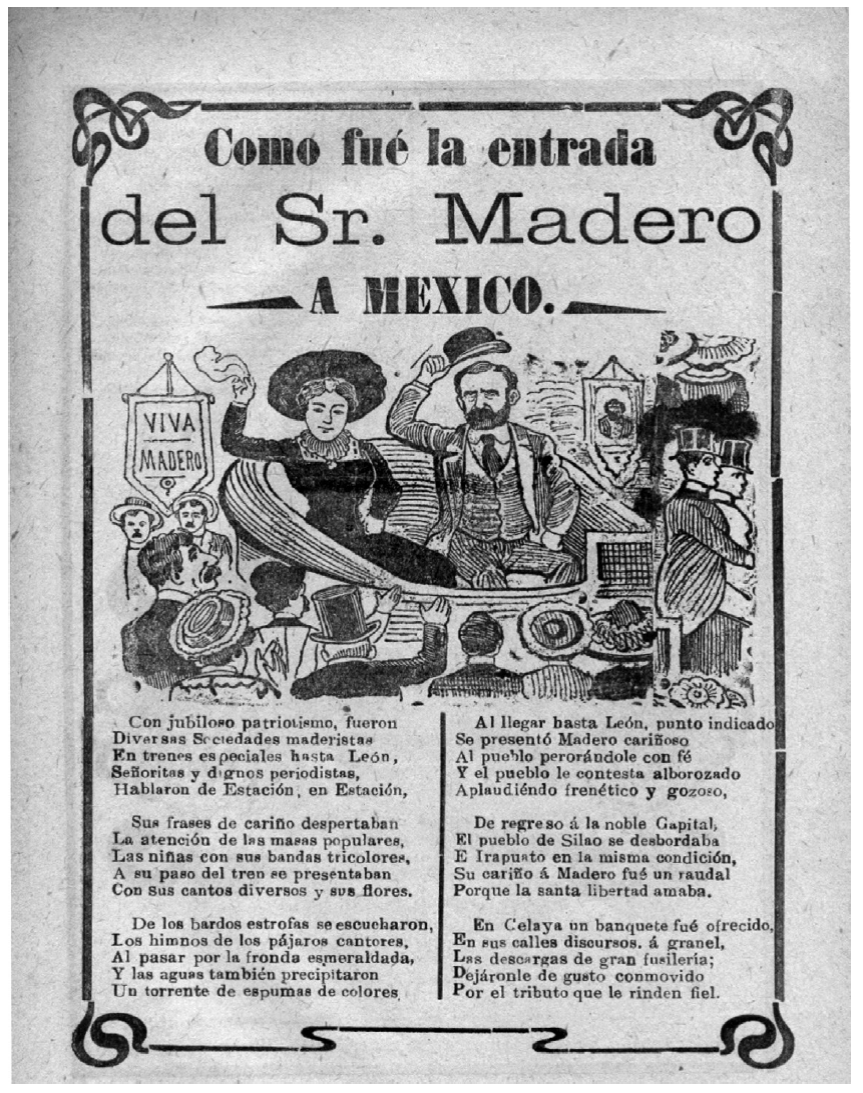 Como fué la entrada
del Sr. Madero
A MEXICO.
VIVA
MADERO
Con jubiloso patriotismo, fueron
Diversas Sociedades maderistas
En trenes especiales hasta León,
Señoritas y dignos periodistas,
Hablaron de Estación, en Estación,
Sus frases de cariño despertaban
La atención de las masas populares,
Las niñas con sus bandas tricolores,
A su paso del tren se presentaban
Con sus cantos diversos y sus flores.
De los bardos estrofas se escucharon,
Los himnos de los pájaros cantores,
Al pasar por la fronda esmeraldada,
Y las aguas también precipitaron
Un torrente de espumas de colores.
Al llegar hasta León, punto indicado
Se presentó Madero cariñoso
Al pueblo perorándole con fé
Y el pueblo le contesta alborozado
Aplaudiéndo frenético y gozoso,
De regreso á la noble Capital,
El pueblo de Silao se desbordaba
E Irapuato en la misma condición,
Su cariño á Madero fué un raudal
Porque la santa libertad amaba.
En Celaya un banquete fué ofrecido,
En sus calles discursos. á granel,
Las descargas de gran fusilería;
Dejáronle de gusto conmovido
Por el tributo que le rinden fiel.